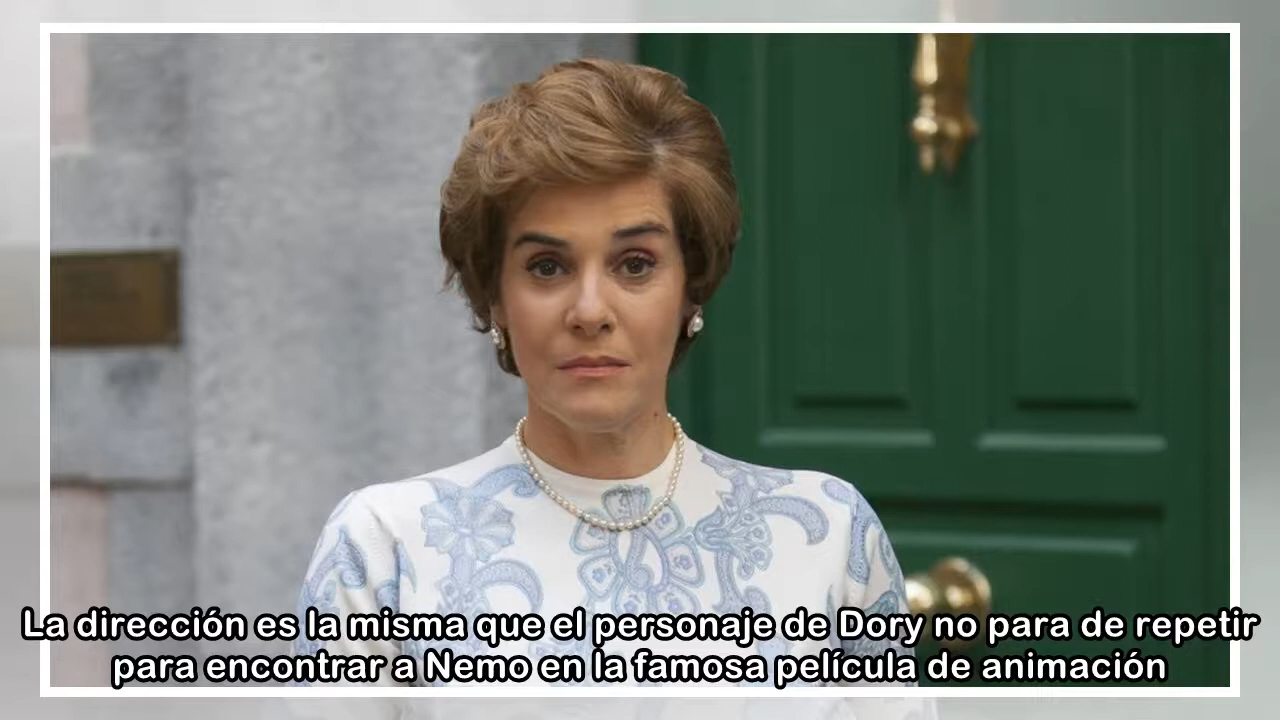 La dirección es la misma que el personaje de Dory no para de repetir
para encontrar a Nemo en la famosa película de animación